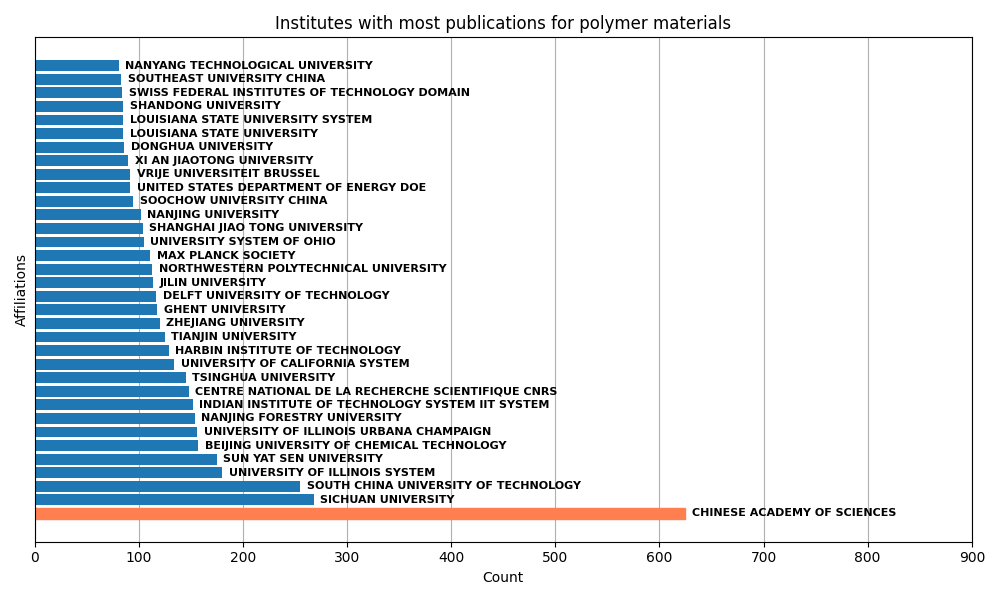 Institutes with most publications for polymer materials
NANYANG TECHNOLOGICAL UNIVERSITY
SOUTHEAST UNIVERSITY CHINA
SWISS FEDERAL INSTITUTES OF TECHNOLOGY DOMAIN
SHANDONG UNIVERSITY
LOUISIANA STATE UNIVERSITY SYSTEM
LOUISIANA STATE UNIVERSITY
DONGHUA UNIVERSITY
XI AN JIAOTONG UNIVERSITY
VRIJE UNIVERSITEIT BRUSSEL
UNITED STATES DEPARTMENT OF ENERGY DOE
SOOCHOW UNIVERSITY CHINA
NANJING UNIVERSITY
SHANGHAI JIAO TONG UNIVERSITY
UNIVERSITY SYSTEM OF OHIO
MAX PLANCK SOCIETY
NORTHWESTERN POLYTECHNICAL UNIVERSITY
JILIN UNIVERSITY
DELFT UNIVERSITY OF TECHNOLOGY
GHENT UNIVERSITY
ZHEJIANG UNIVERSITY
TIANJIN UNIVERSITY
HARBIN INSTITUTE OF TECHNOLOGY
UNIVERSITY OF CALIFORNIA SYSTEM
TSINGHUA UNIVERSITY
CENTRE NATIONAL DE LA RECHERCHE SCIENTIFIQUE CNRS
INDIAN INSTITUTE OF TECHNOLOGY SYSTEM IIT SYSTEM
NANJING FORESTRY UNIVERSITY
UNIVERSITY OF ILLINOIS URBANA CHAMPAIGN
BEIJING UNIVERSITY OF CHEMICAL TECHNOLOGY
SUN YAT SEN UNIVERSITY
UNIVERSITY OF ILLINOIS SYSTEM
SOUTH CHINA UNIVERSITY OF TECHNOLOGY
SICHUAN UNIVERSITY
CHINESE ACADEMY OF SCIENCES
Affiliations
0 100 200 300 400 500 600 700 800 900
Count